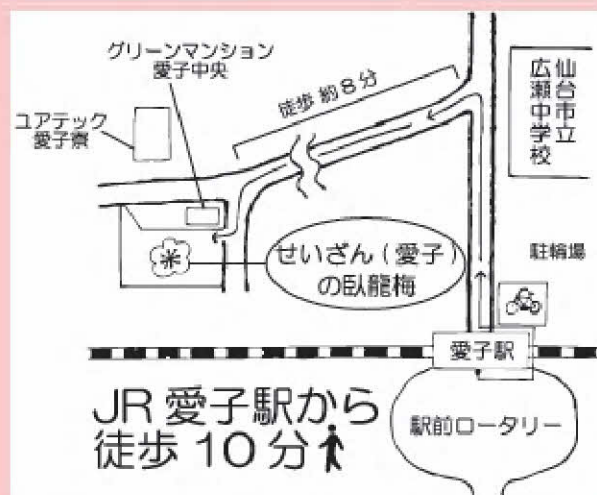 グリーンマンション
愛子中央
ユアテック
愛子寮
徒歩 約8分
仙台市立
広瀬中学校
せいざん(愛子)
の臥龍梅
駐輪場
愛子駅
JR 愛子駅から
徒歩 10分
駅前ロータリー